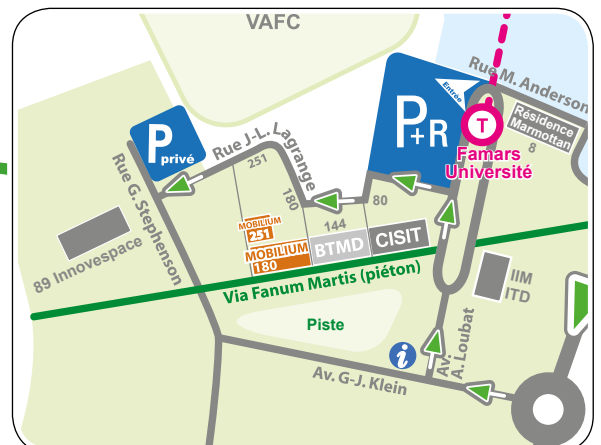 VAFC
Rue M. Anderson
Entrée
P+R
T
Famars
Université
Résidence
Marmottan
8
P
privé
Rue J-L. Lagrange
251
180
80
144
Rue G. Stephenson
MOBILIUM
251
MOBILIUM
180
BTMD
CISIT
89 Innovespace
Via Fanum Martis (piéton)
IIM
ITD
Piste
i
Av.
A. Loubat
Av. G-J. Klein